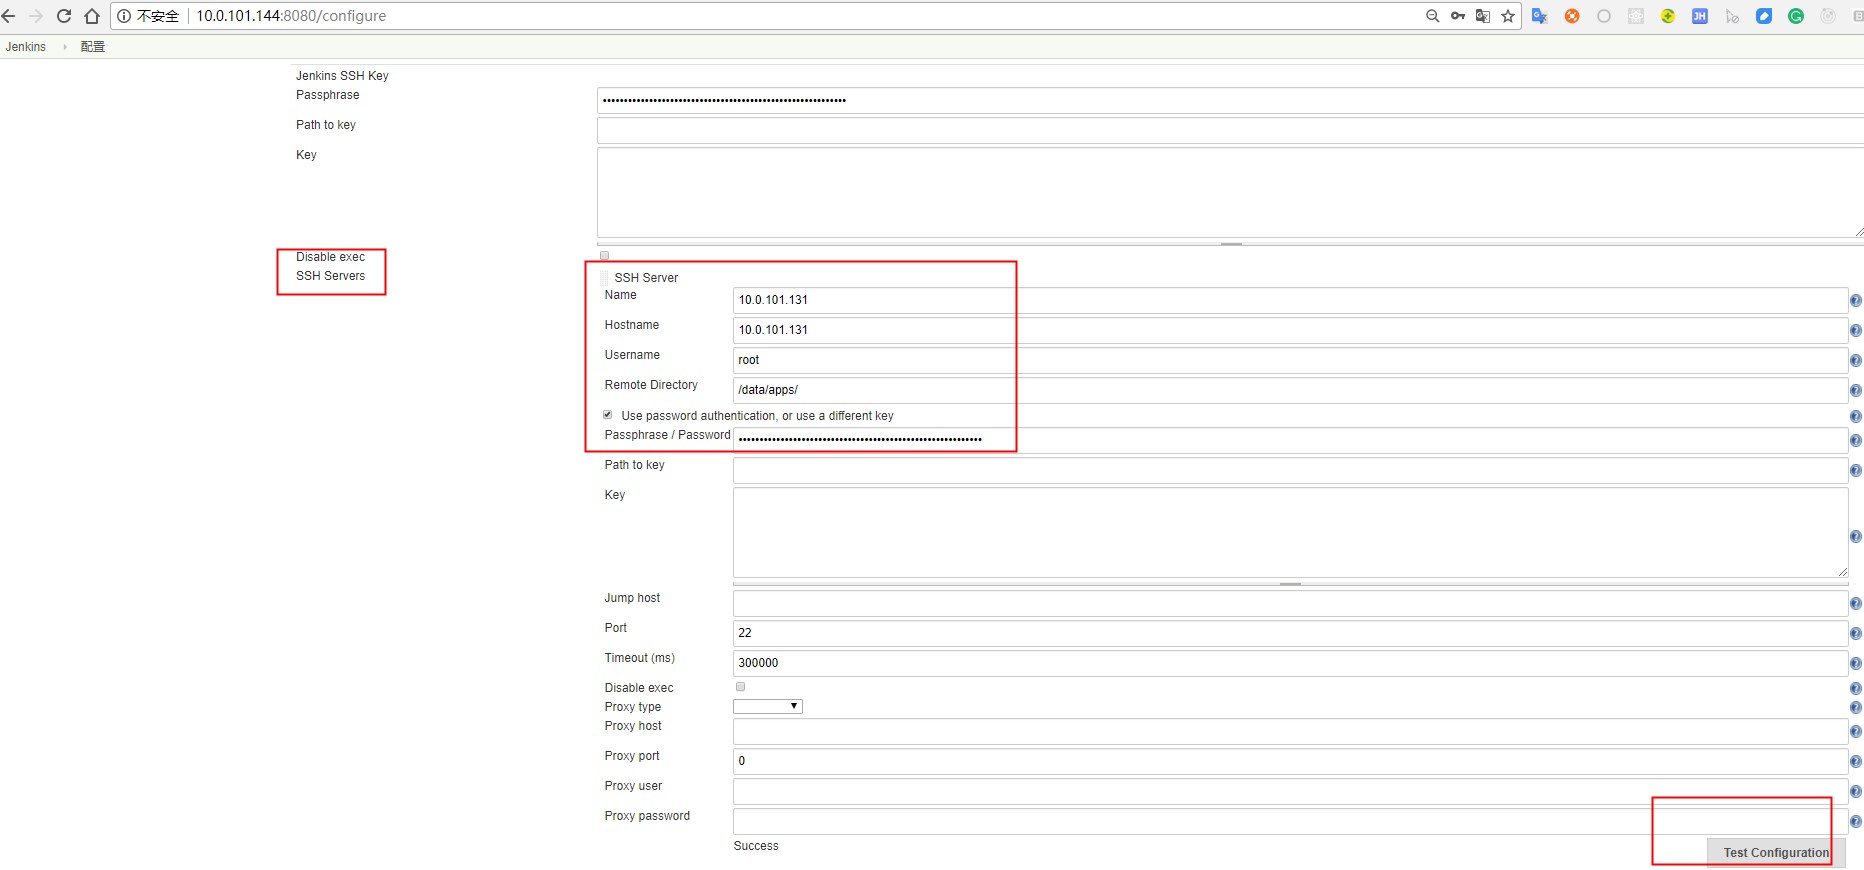 不安全 10.0.101.144:8080/configure
Jenkins 配置
Jenkins SSH Key
Passphrase ••••••••••••••••••••••••••••••••••••••••••••••••••••••••••
Path to key
Key
Disable exec
SSH Servers
SSH Server
Name 10.0.101.131
Hostname 10.0.101.131
Username root
Remote Directory /data/apps/
Use password authentication, or use a different key
Passphrase / Password ••••••••••••••••••••••••••••••••••••••••••••••••••••••••••
Path to key
Key
Jump host
Port 22
Timeout (ms) 300000
Disable exec
Proxy type
Proxy host
Proxy port 0
Proxy user
Proxy password
Success
Test Configuration